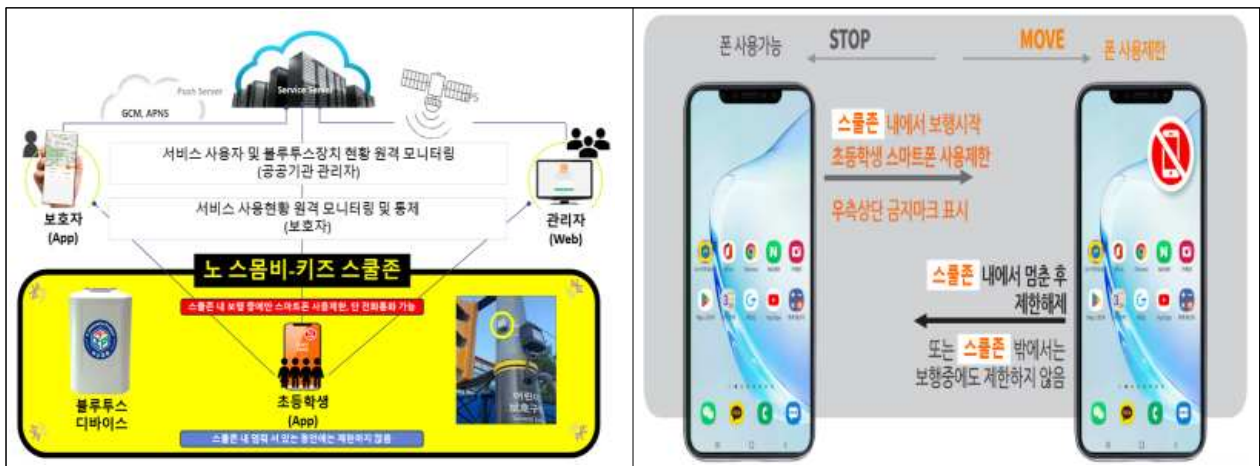 Push Server
GCM, APNS
Service Server
서비스 사용자 및 블루투스장치 현황 원격 모니터링
(공공기관 관리자)
서비스 사용현황 원격 모니터링 및 통제
(보호자)
보호자
(App)
관리자
(Web)
노 스몸비-키즈 스쿨존
스쿨존 내 보행 중에만 스마트폰 사용제한, 단 전화통화 가능
블루투스
디바이스
초등학생
(App)
어린이
보호구
스쿨존 내 멈춰 서 있는 동안에는 제한하지 않음
폰 사용가능
STOP
MOVE
폰 사용제한
스쿨존 내에서 보행시작
초등학생 스마트폰 사용제한
우측상단 금지마크 표시
스쿨존 내에서 멈춘 후
제한해제
또는 스쿨존 밖에서는
보행중에도 제한하지 않음